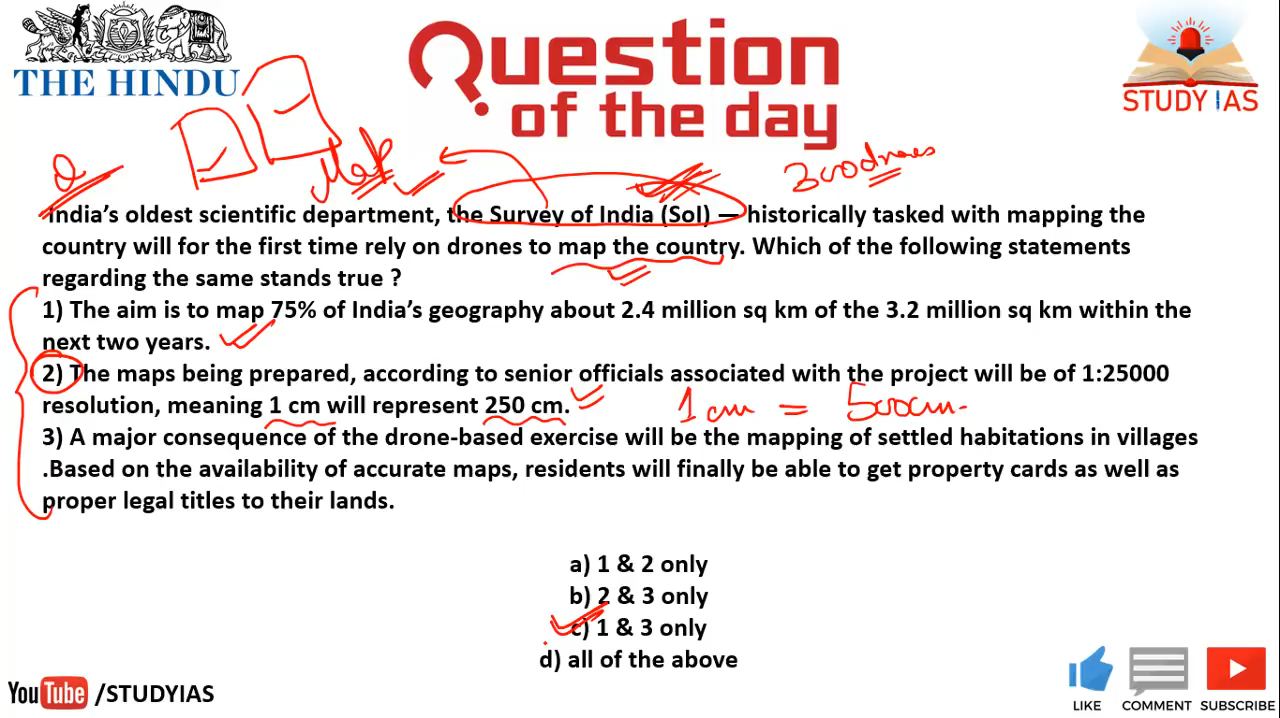 THE HINDU
Question
of the day
STUDY IAS
Map
300 drones
India’s oldest scientific department, the Survey of India (SoI) — historically tasked with mapping the
country will for the first time rely on drones to map the country. Which of the following statements
regarding the same stands true ?
1) The aim is to map 75% of India’s geography about 2.4 million sq km of the 3.2 million sq km within the
next two years.
2) The maps being prepared, according to senior officials associated with the project will be of 1:25000
resolution, meaning 1 cm will represent 250 cm.
1 cm = 500cm.
3) A major consequence of the drone-based exercise will be the mapping of settled habitations in villages
.Based on the availability of accurate maps, residents will finally be able to get property cards as well as
proper legal titles to their lands.
a) 1 & 2 only
b) 2 & 3 only
c) 1 & 3 only
d) all of the above
YouTube /STUDYIAS
LIKE COMMENT SUBSCRIBE